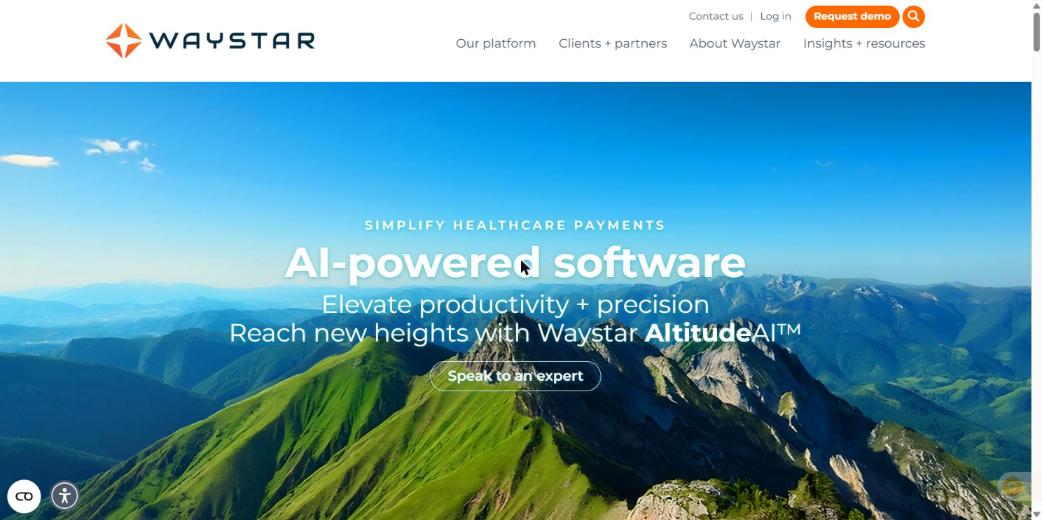 Contact us | Log in
Request demo
WAYSTAR
Our platform
Clients + partners
About Waystar
Insights + resources
SIMPLIFY HEALTHCARE PAYMENTS
AI-powered software
Elevate productivity + precision
Reach new heights with Waystar AltitudeAI™
Speak to an expert